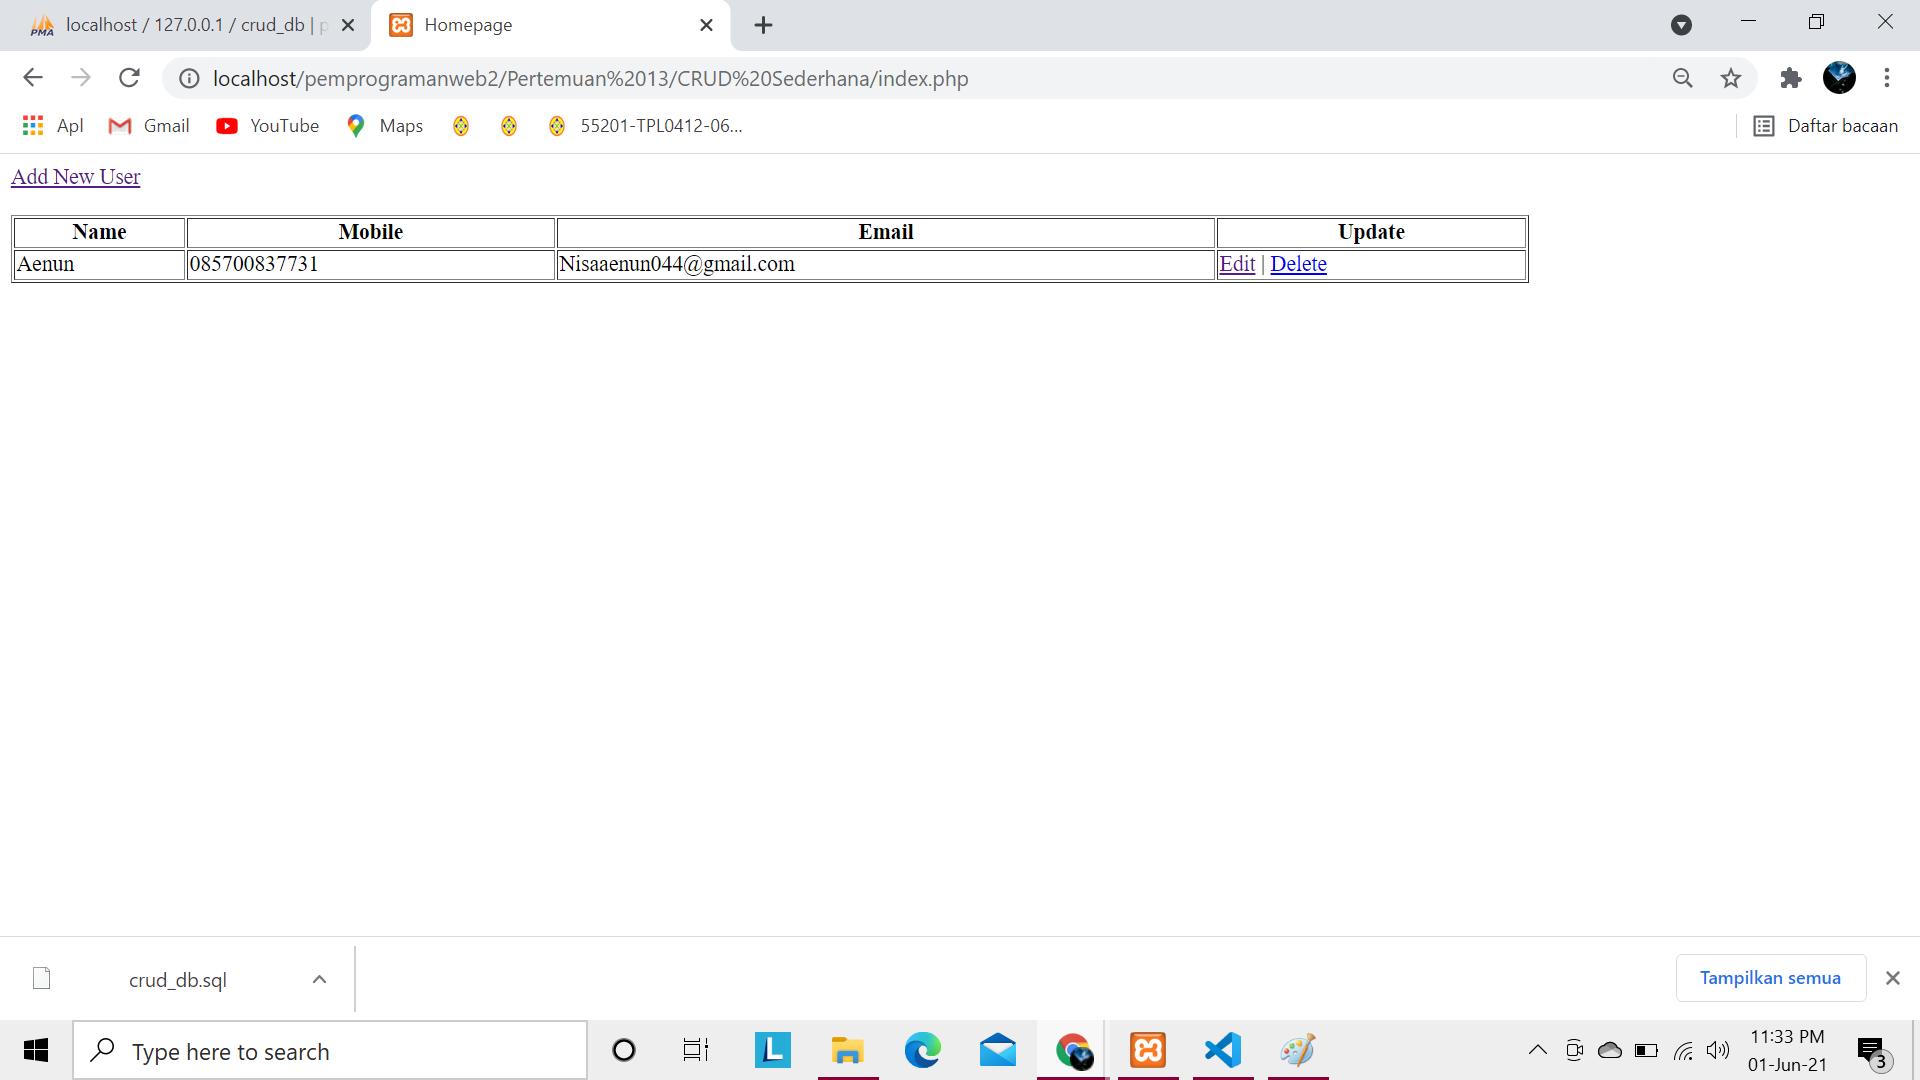 localhost / 127.0.0.1 / crud_db | p
Homepage
localhost/pemprogramanweb2/Pertemuan%2013/CRUD%20Sederhana/index.php
Apl Gmail YouTube Maps 55201-TPL0412-06... Daftar bacaan
Add New User
Name Mobile Email Update
Aenun 085700837731 Nisaaenun044@gmail.com Edit | Delete
crud_db.sql
Tampilkan semua
Type here to search
L
11:33 PM
01-Jun-21
3